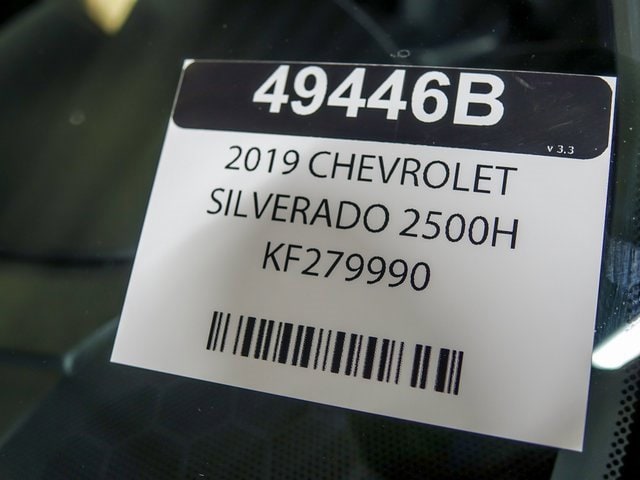 49446B
v 3.3
2019 CHEVROLET
SILVERADO 2500H
KF279990